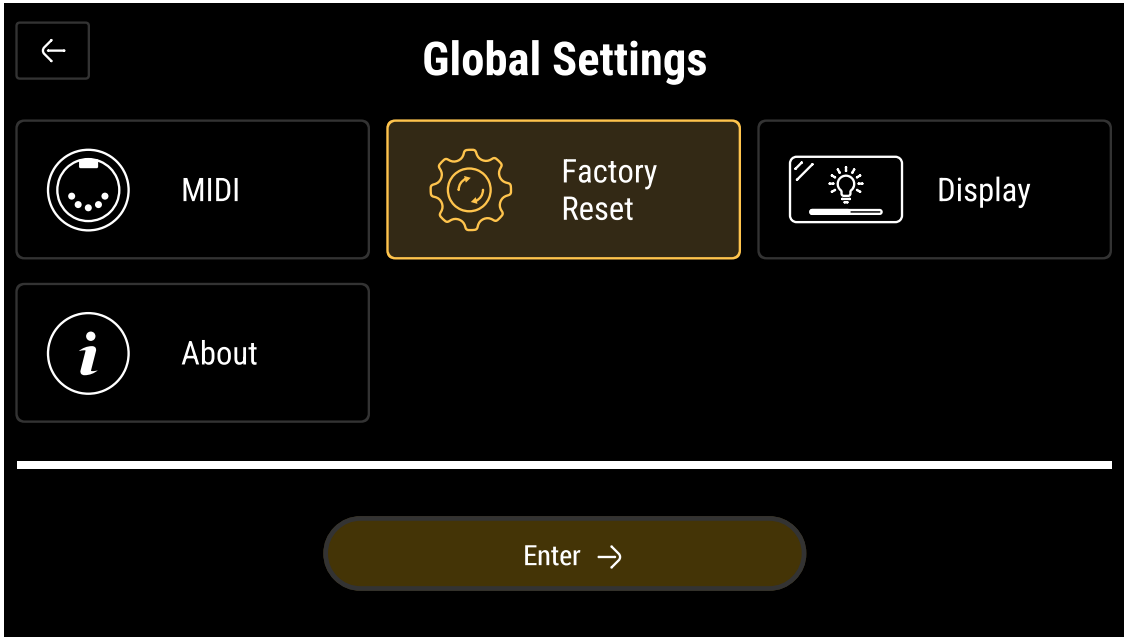 Global Settings
MIDI
Factory
Reset
Display
About
Enter